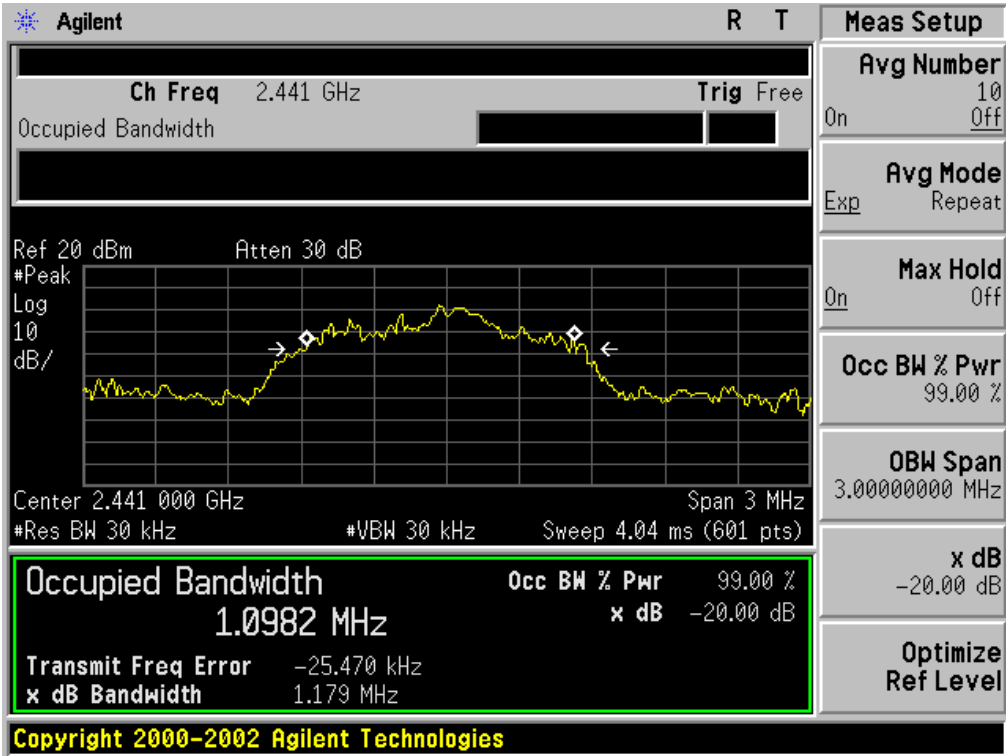 Agilent R T
Ch Freq 2.441 GHz Trig Free
Occupied Bandwidth
Ref 20 dBm Atten 30 dB
#Peak
Log
10
dB/
Center 2.441 000 GHz Span 3 MHz
#Res BW 30 kHz #VBW 30 kHz Sweep 4.04 ms (601 pts)
Occupied Bandwidth
1.0982 MHz
Occ BW % Pwr 99.00 %
x dB -20.00 dB
Transmit Freq Error -25.470 kHz
x dB Bandwidth 1.179 MHz
Copyright 2000-2002 Agilent Technologies
Meas Setup
Avg Number
10
On Off
Avg Mode
Exp Repeat
Max Hold
On Off
Occ BW % Pwr
99.00 %
OBW Span
3.00000000 MHz
x dB
-20.00 dB
Optimize
Ref Level